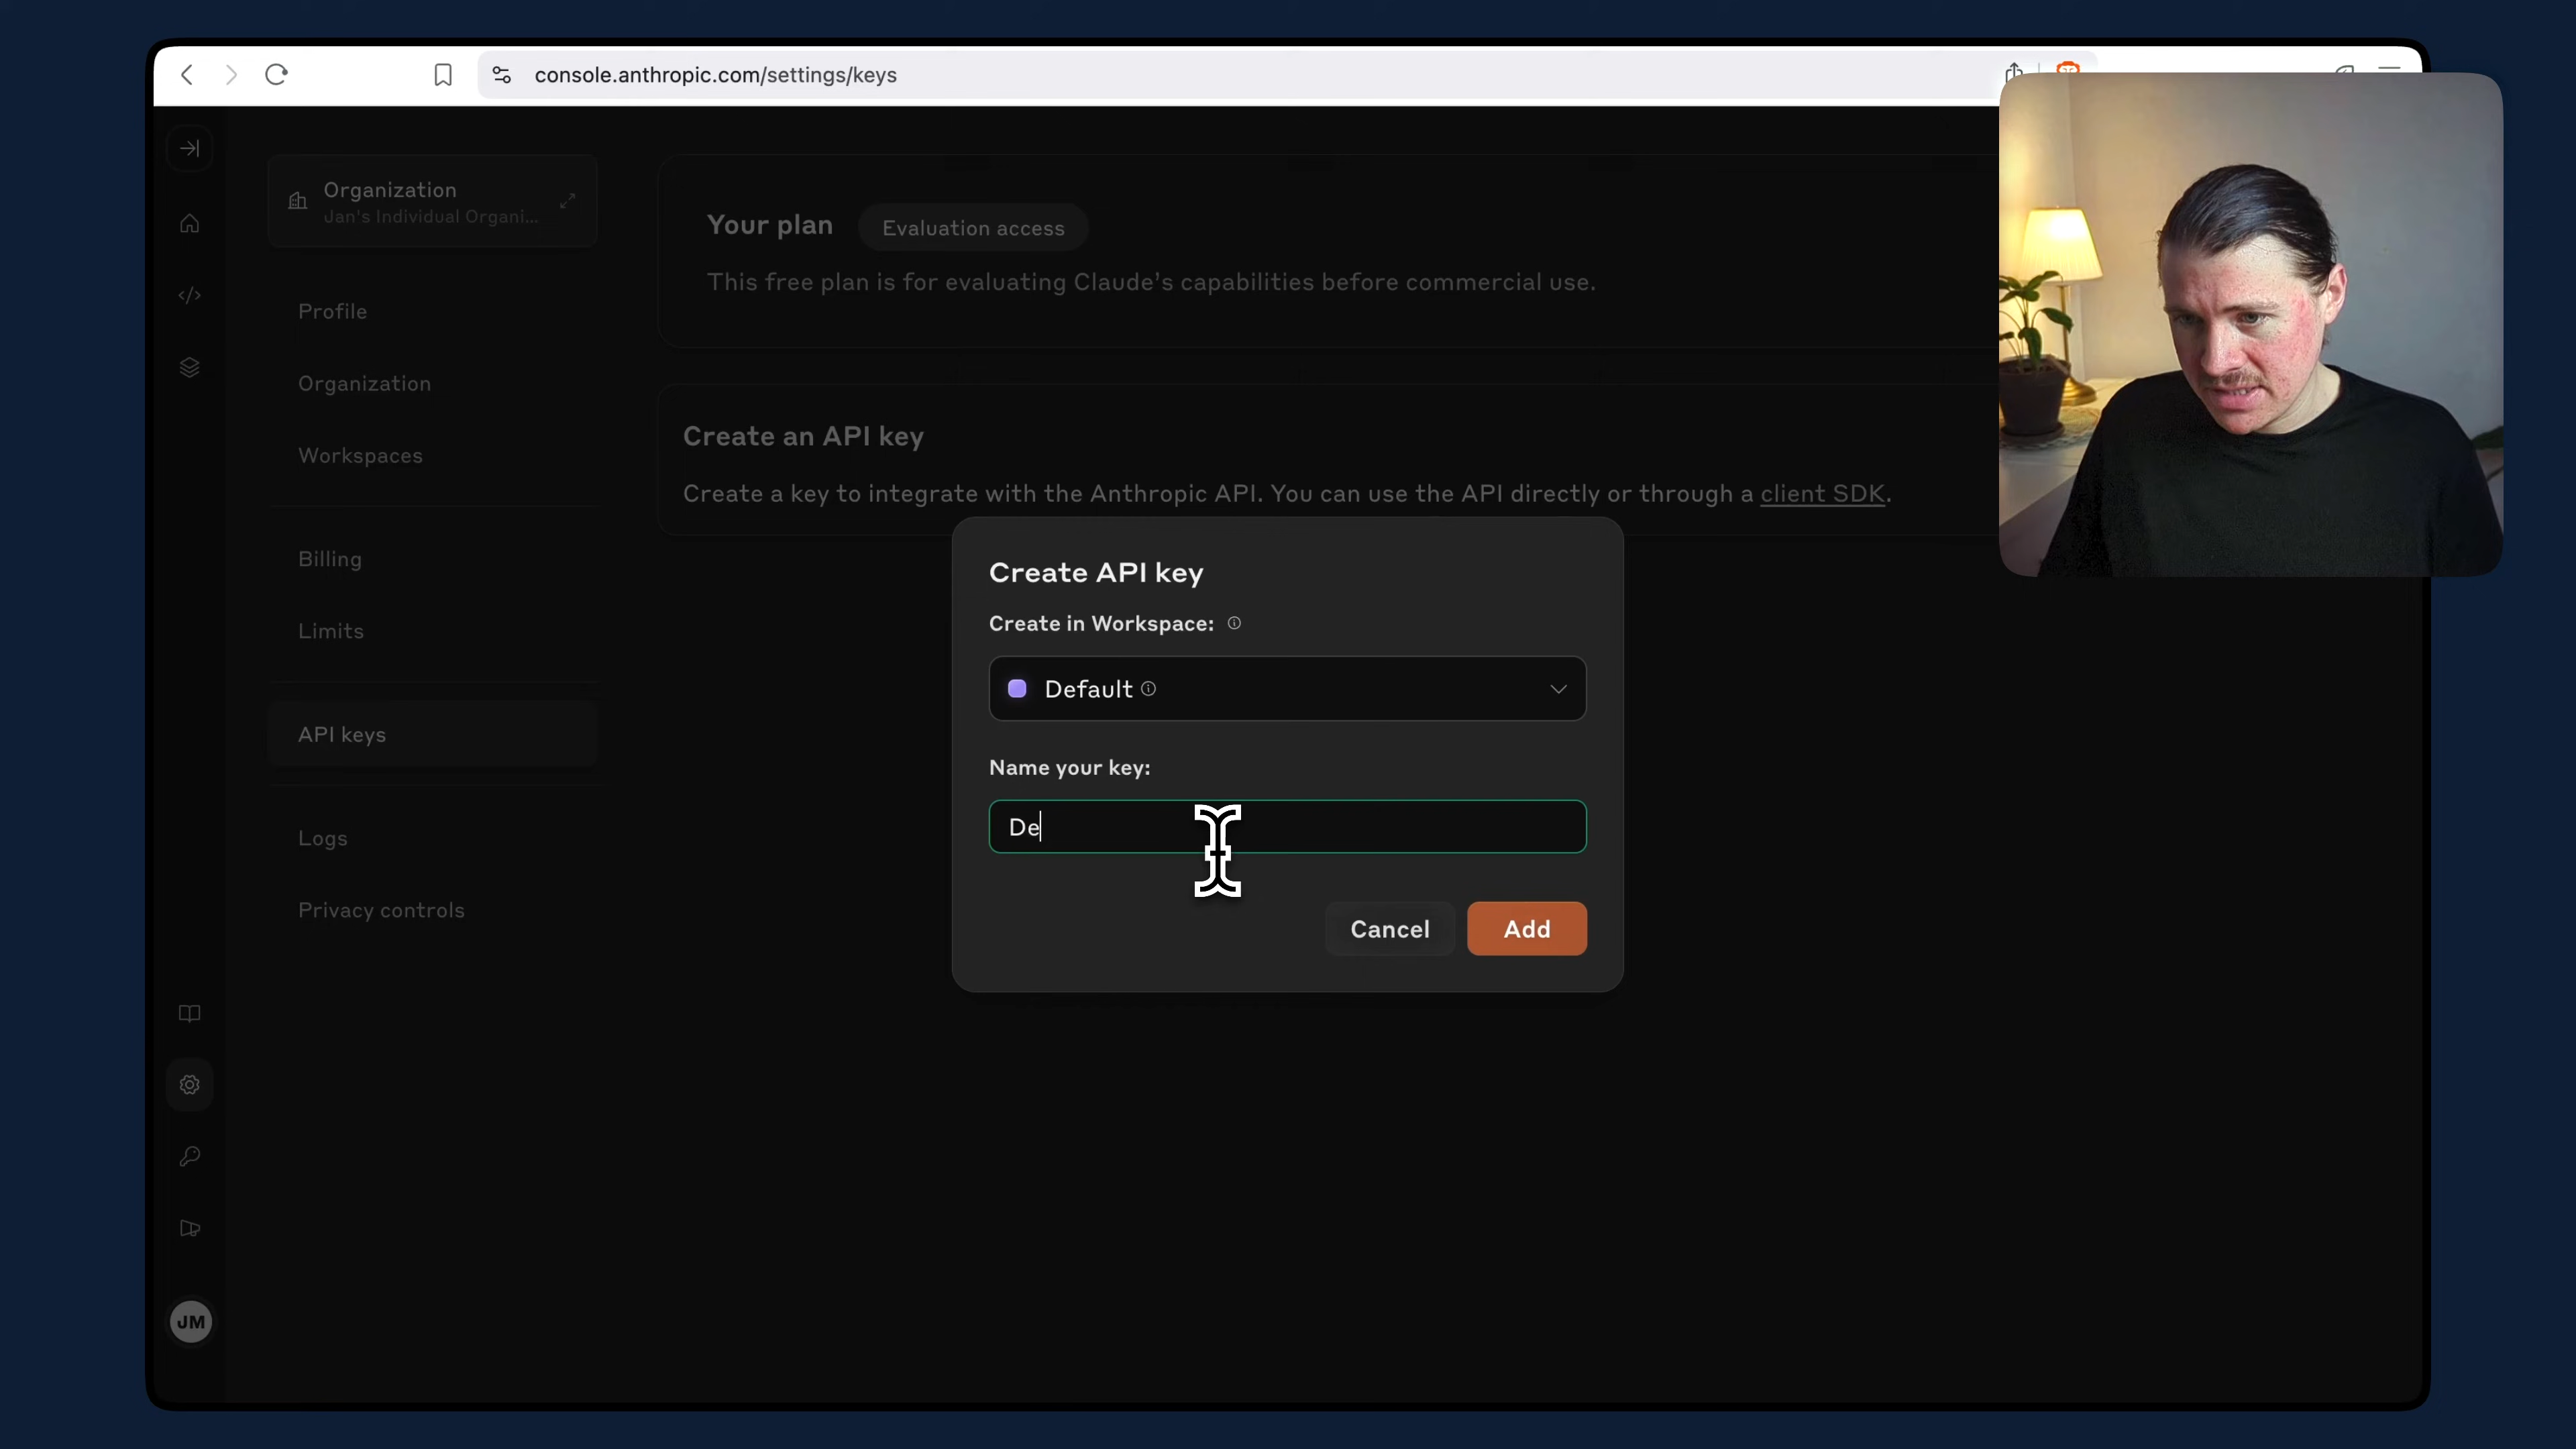 console.anthropic.com/settings/keys
Organization
Jan's Individual Organi...
Profile
Organization
Workspaces
Billing
Limits
API keys
Logs
Privacy controls
JM
Your plan
Evaluation access
This free plan is for evaluating Claude's capabilities before commercial use.
Create an API key
Create a key to integrate with the Anthropic API. You can use the API directly or through a client SDK.
Create API key
Create in Workspace:
Default
Name your key:
De
Cancel
Add